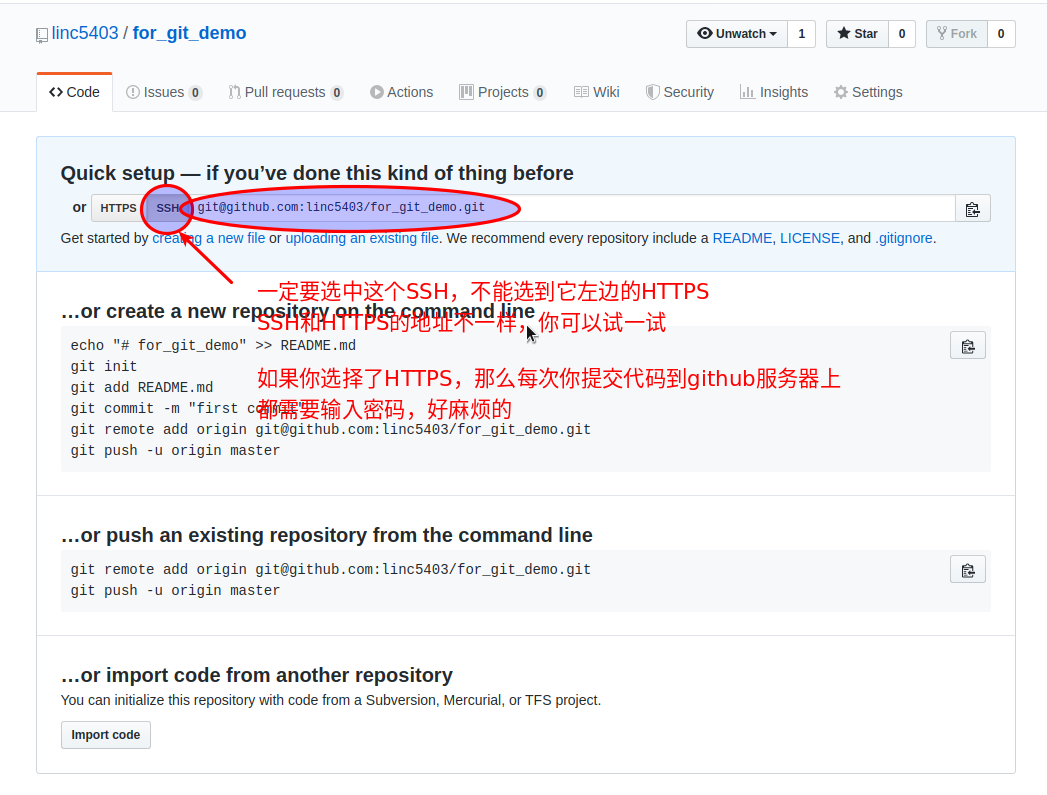 linc5403 / for_git_demo
Unwatch 1 Star 0 Fork 0
Code Issues 0 Pull requests 0 Actions Projects 0 Wiki Security Insights Settings
Quick setup — if you’ve done this kind of thing before
or HTTPS SSH git@github.com:linc5403/for_git_demo.git
Get started by creating a new file or uploading an existing file. We recommend every repository include a README, LICENSE, and .gitignore.
一定要选中这个SSH，不能选到它左边的HTTPS
…or create a new repository on the command line
SSH和HTTPS的地址不一样，你可以试一试
echo "# for_git_demo" >> README.md
git init
如果你选择了HTTPS，那么每次你提交代码到github服务器上
git add README.md
git commit -m "first commit"
都需要输入密码，好麻烦的
git remote add origin git@github.com:linc5403/for_git_demo.git
git push -u origin master
…or push an existing repository from the command line
git remote add origin git@github.com:linc5403/for_git_demo.git
git push -u origin master
…or import code from another repository
You can initialize this repository with code from a Subversion, Mercurial, or TFS project.
Import code